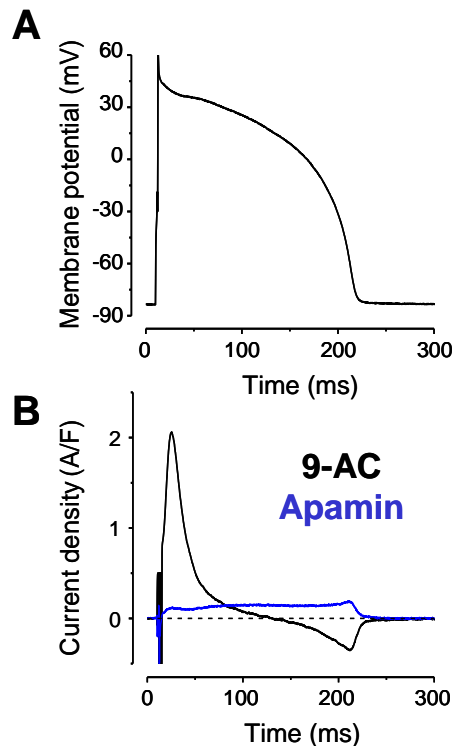 A
Membrane potential (mV)
60
30
0
-30
-60
-90
0 100 200 300
Time (ms)
B
Current density (A/F)
2
1
0
9-AC
Apamin
0 100 200 300
Time (ms)